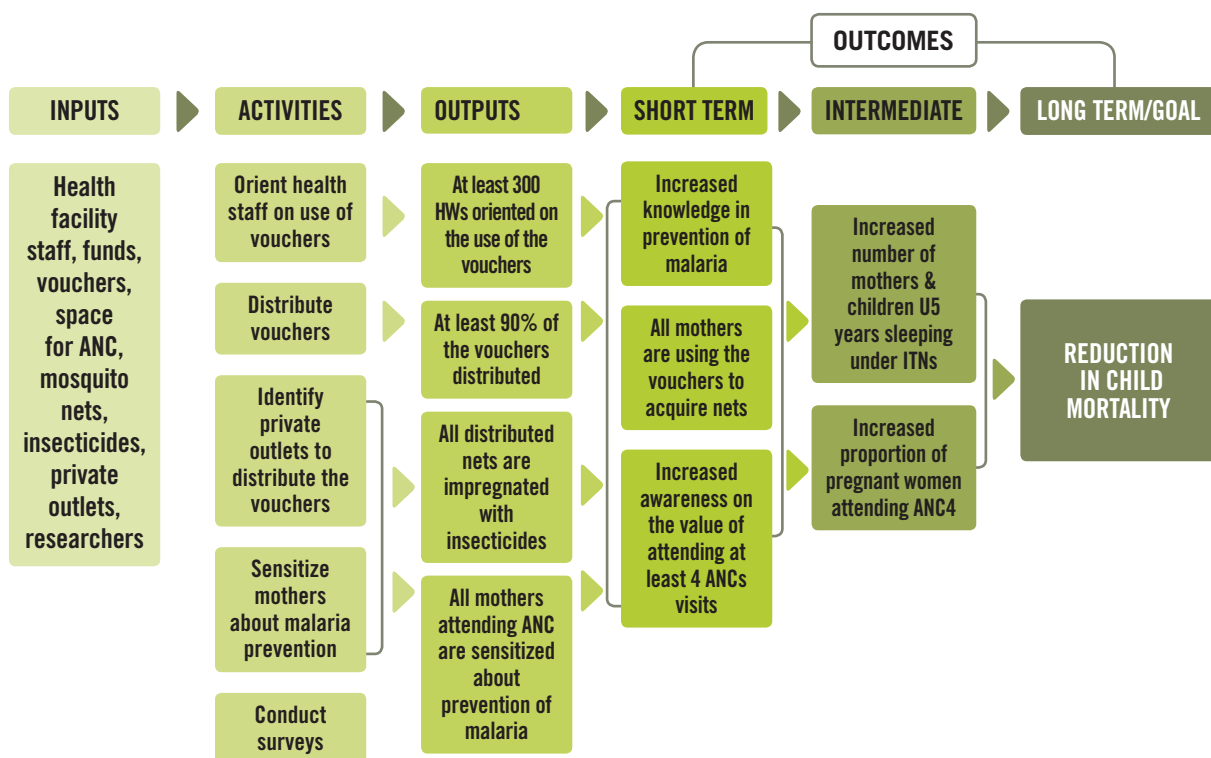 OUTCOMES
INPUTS
ACTIVITIES
OUTPUTS
SHORT TERM
INTERMEDIATE
LONG TERM/GOAL
Health
facility
staff, funds,
vouchers,
space
for ANC,
mosquito
nets,
insecticides,
private
outlets,
researchers
Orient health
staff on use of
vouchers
Distribute
vouchers
Identify
private
outlets to
distribute the
vouchers
Sensitize
mothers
about malaria
prevention
Conduct
surveys
At least 300
HWs oriented on
the use of the
vouchers
At least 90% of
the vouchers
distributed
All distributed
nets are
impregnated
with
insecticides
All mothers
attending ANC
are sensitized
about
prevention of
malaria
Increased
knowledge in
prevention of
malaria
All mothers
are using the
vouchers to
acquire nets
Increased
awareness on
the value of
attending at
least 4 ANCs
visits
Increased
number of
mothers &
children U5
years sleeping
under ITNs
Increased
proportion of
pregnant women
attending ANC4
REDUCTION
IN CHILD
MORTALITY